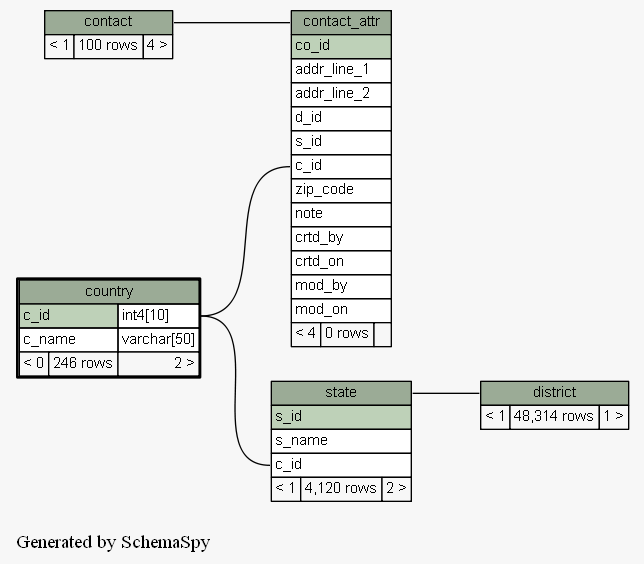 contact
< 1 100 rows 4 >
contact_attr
co_id
addr_line_1
addr_line_2
d_id
s_id
c_id
zip_code
note
crtd_by
crtd_on
mod_by
mod_on
< 4 0 rows
country
c_id int4[10]
c_name varchar[50]
< 0 246 rows 2 >
state
s_id
s_name
c_id
< 1 4,120 rows 2 >
district
< 1 48,314 rows 1 >
Generated by SchemaSpy